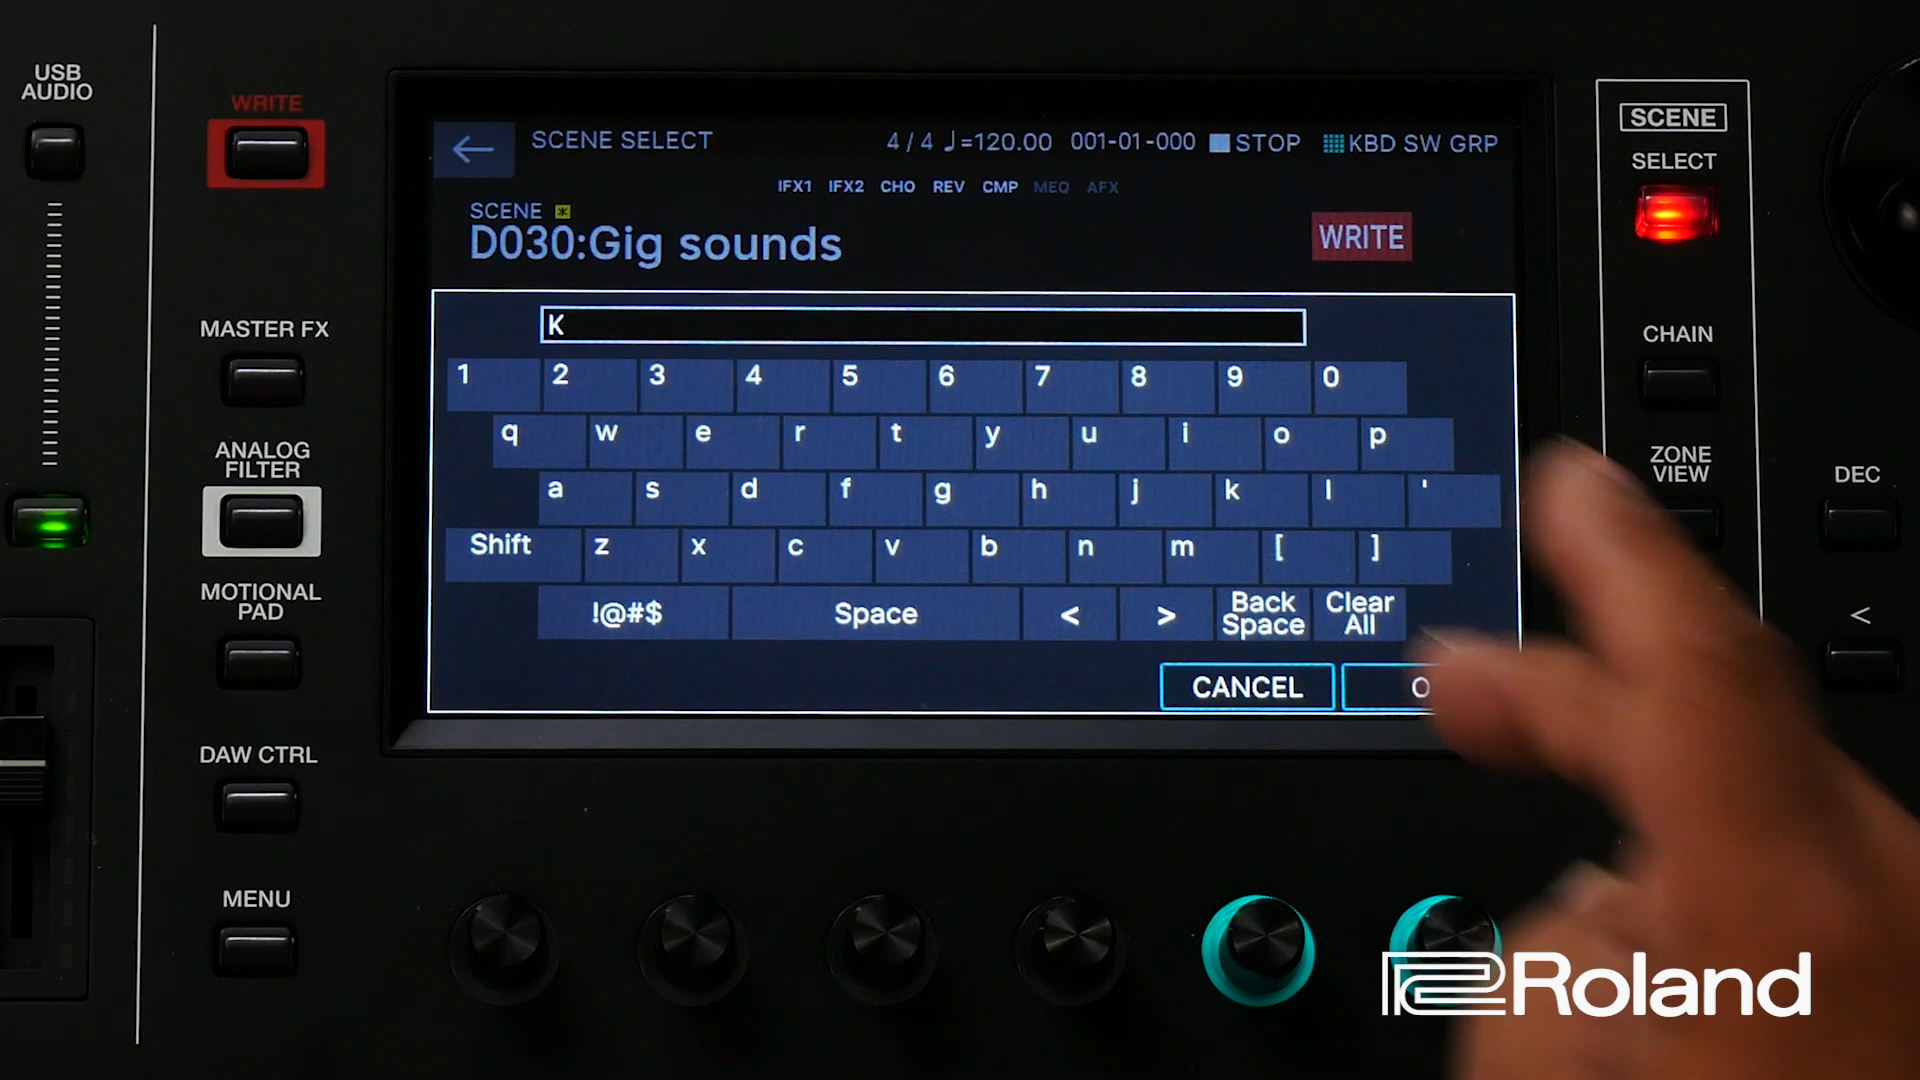 USB
AUDIO
WRITE
MASTER FX
ANALOG
FILTER
MOTIONAL
PAD
DAW CTRL
MENU
SCENE SELECT
4 / 4 ♩=120.00 001-01-000 STOP KBD SW GRP
IFX1 IFX2 CHO REV CMP MEQ AFX
SCENE *
D030:Gig sounds
WRITE
K
1 2 3 4 5 6 7 8 9 0
q w e r t y u i o p
a s d f g h j k l '
Shift z x c v b n m [ ]
!@#$ Space < > Back Space Clear All
CANCEL
SCENE
SELECT
CHAIN
ZONE
VIEW
DEC
<
Roland